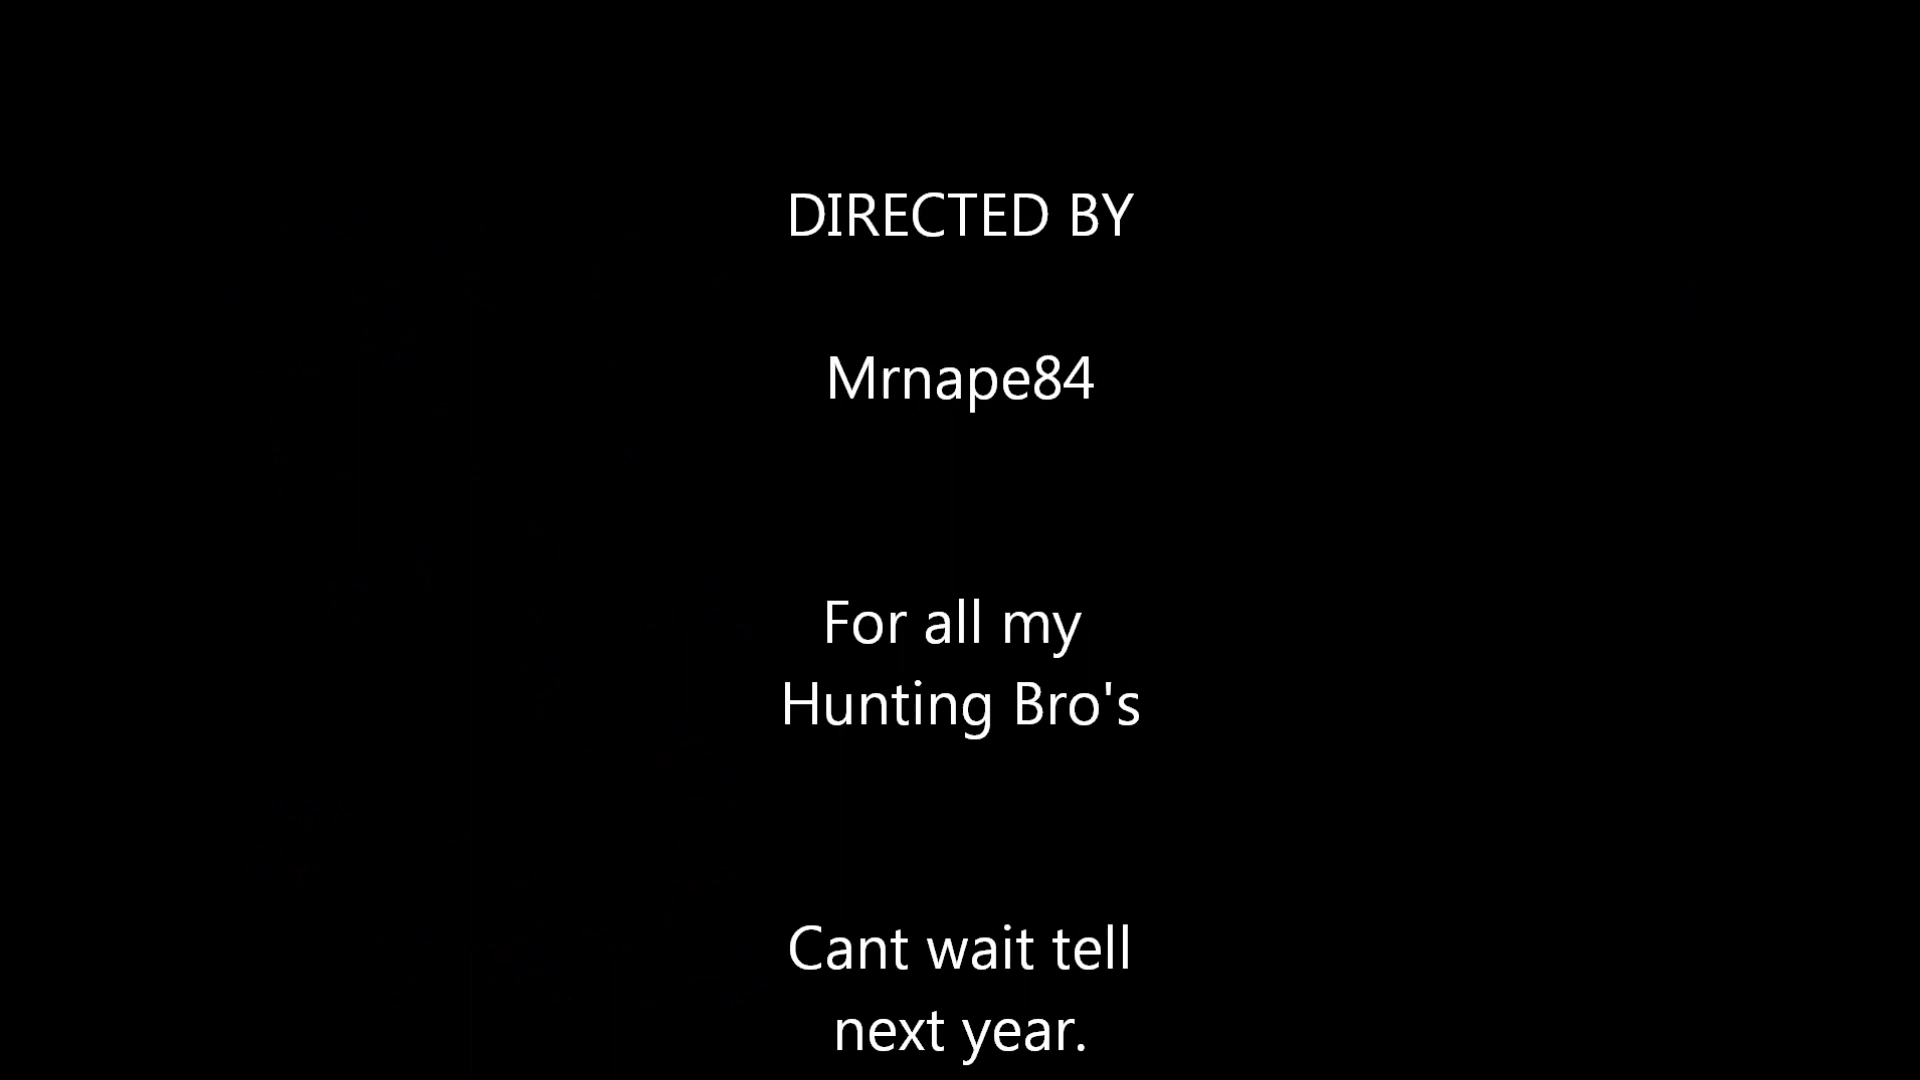 DIRECTED BY
Mrnape84
For all my
Hunting Bro's
Cant wait tell
next year.